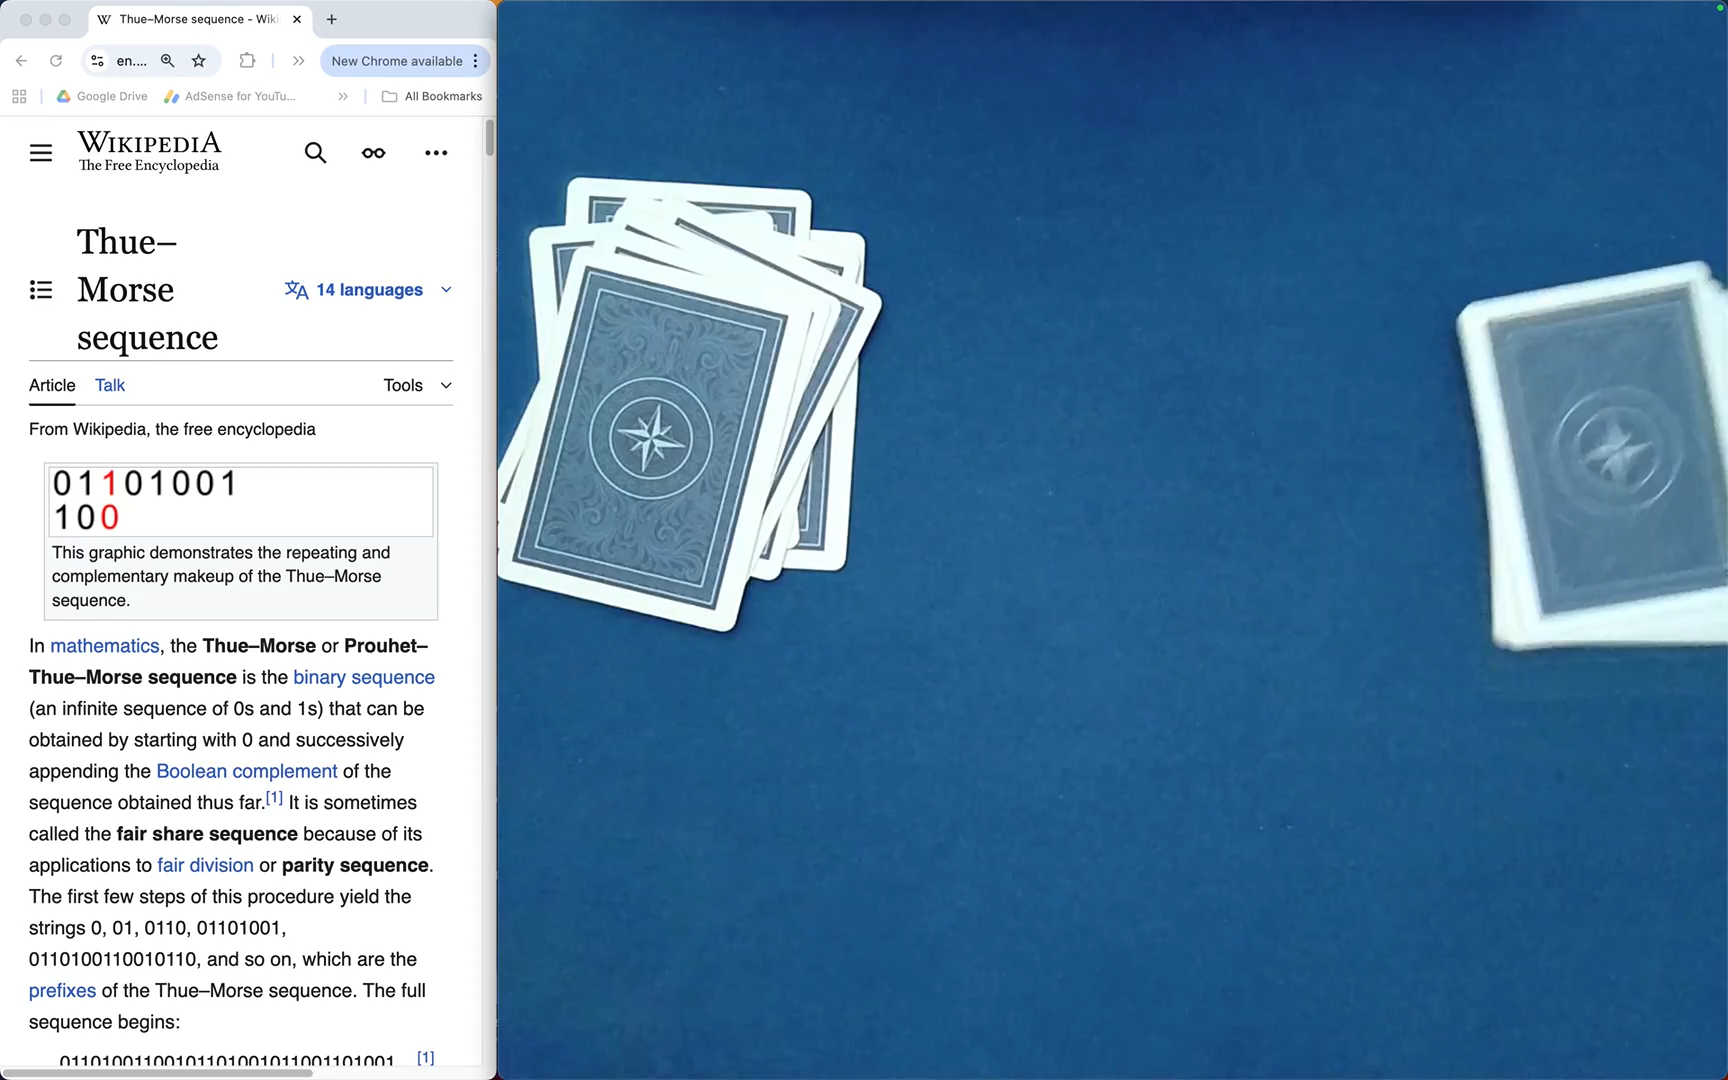 Thue–Morse sequence - Wiki
en....
New Chrome available
Google Drive
AdSense for YouTu...
All Bookmarks
WIKIPEDIA
The Free Encyclopedia
Thue–
Morse
sequence
14 languages
Article
Talk
Tools
From Wikipedia, the free encyclopedia
01101001
100
This graphic demonstrates the repeating and
complementary makeup of the Thue–Morse
sequence.
In mathematics, the Thue–Morse or Prouhet–
Thue–Morse sequence is the binary sequence
(an infinite sequence of 0s and 1s) that can be
obtained by starting with 0 and successively
appending the Boolean complement of the
sequence obtained thus far.[1] It is sometimes
called the fair share sequence because of its
applications to fair division or parity sequence.
The first few steps of this procedure yield the
strings 0, 01, 0110, 01101001,
0110100110010110, and so on, which are the
prefixes of the Thue–Morse sequence. The full
sequence begins:
[1]